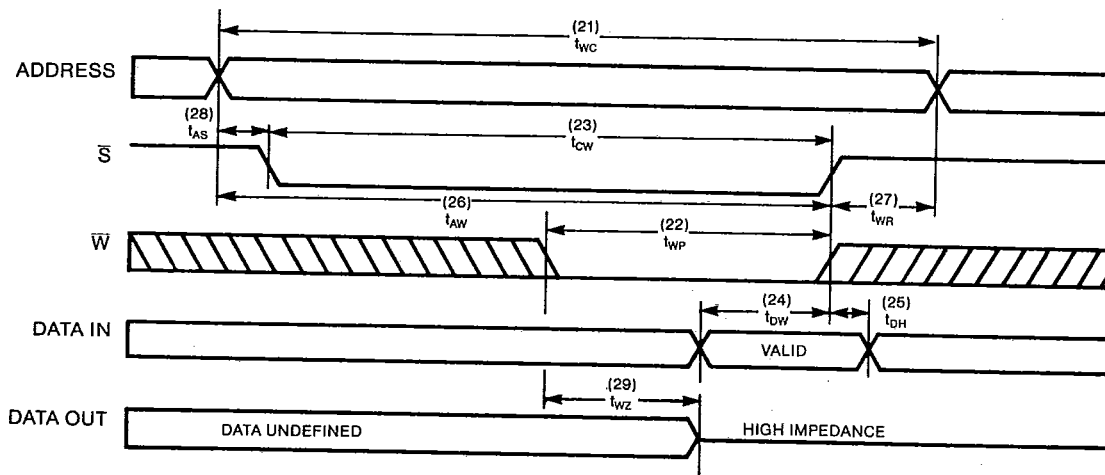 (21)
tWC
ADDRESS
(28)
tAS
(23)
tCW
S̅
(26)
tAW
(27)
tWR
(22)
tWP
W̅
(24)
tDW
(25)
tDH
DATA IN
VALID
(29)
tWZ
DATA OUT
DATA UNDEFINED
HIGH IMPEDANCE